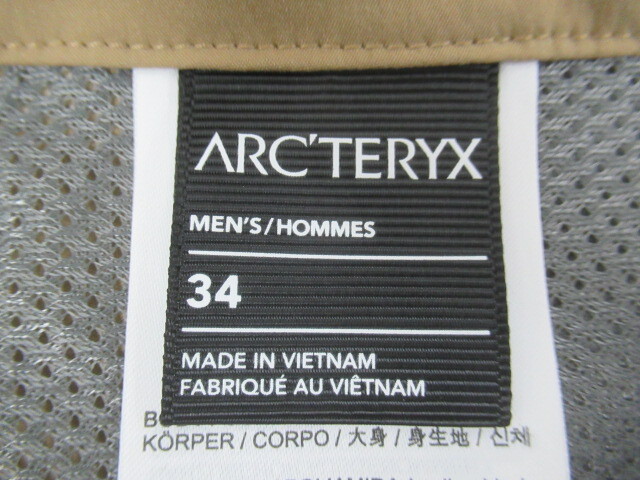 ARC'TERYX
MEN'S/HOMMES
34
MADE IN VIETNAM
FABRIQUÉ AU VIÊTNAM
KÖRPER / CORPO / 大身 / 身生地 / 신체